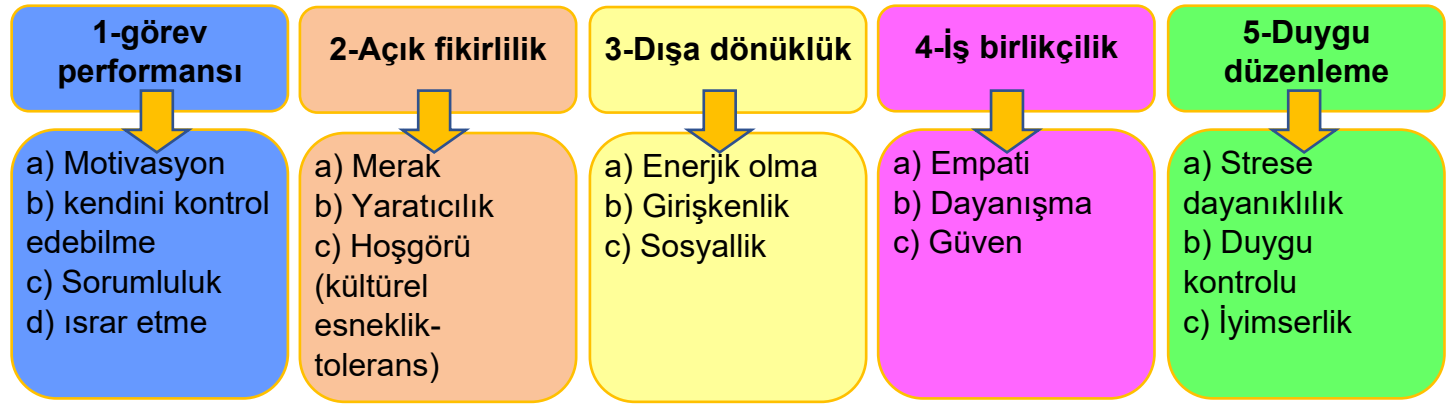 1-görev
performansı
a) Motivasyon
b) kendini kontrol
edebilme
c) Sorumluluk
d) ısrar etme
2-Açık fikirlilik
a) Merak
b) Yaratıcılık
c) Hoşgörü
(kültürel
esneklik-
tolerans)
3-Dışa dönüklük
a) Enerjik olma
b) Girişkenlik
c) Sosyallik
4-İş birlikçilik
a) Empati
b) Dayanışma
c) Güven
5-Duygu
düzenleme
a) Strese
dayanıklılık
b) Duygu
kontrolu
c) İyimserlik